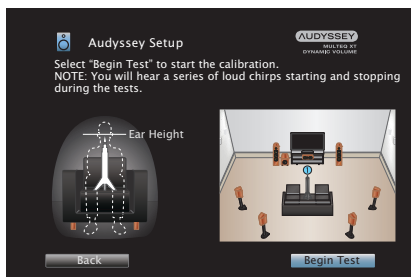 Audyssey Setup
AUDYSSEY
MULTEQ XT
DYNAMIC VOLUME
Select “Begin Test” to start the calibration.
NOTE: You will hear a series of loud chirps starting and stopping
during the tests.
Ear Height
Back
Begin Test